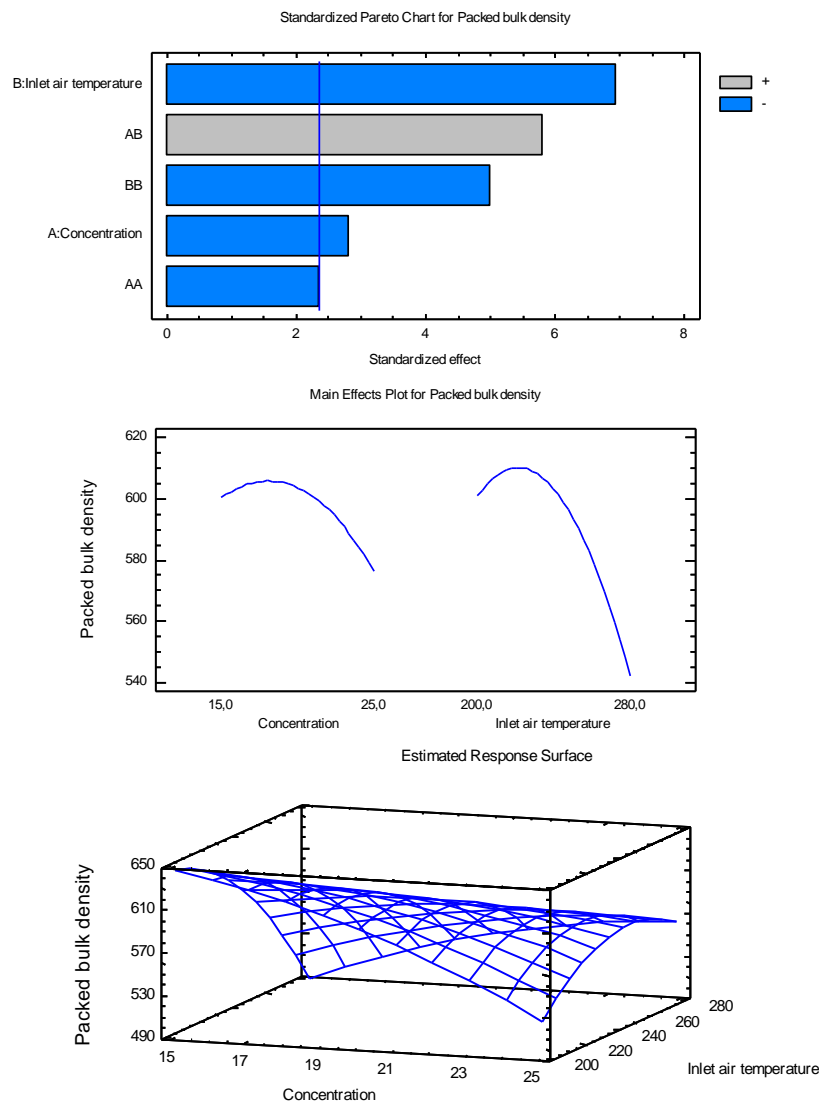 Standardized Pareto Chart for Packed bulk density
B:Inlet air temperature
AB
BB
A:Concentration
AA
+
-
0 2 4 6 8
Standardized effect
Main Effects Plot for Packed bulk density
Packed bulk density
620
600
580
560
540
15,0 25,0 200,0 280,0
Concentration Inlet air temperature
Estimated Response Surface
Packed bulk density
650
610
570
530
490
15 17 19 21 23 25
Concentration
200 220 240 260 280
Inlet air temperature